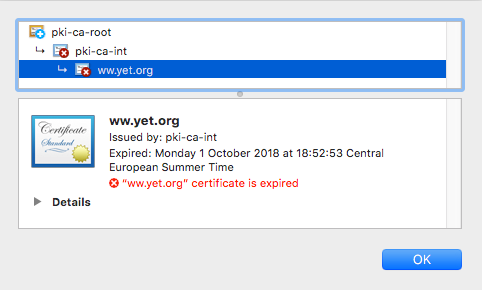 pki-ca-root
pki-ca-int
ww.yet.org
Certificate
Standard
ww.yet.org
Issued by: pki-ca-int
Expired: Monday 1 October 2018 at 18:52:53 Central
European Summer Time
“ww.yet.org” certificate is expired
Details
OK